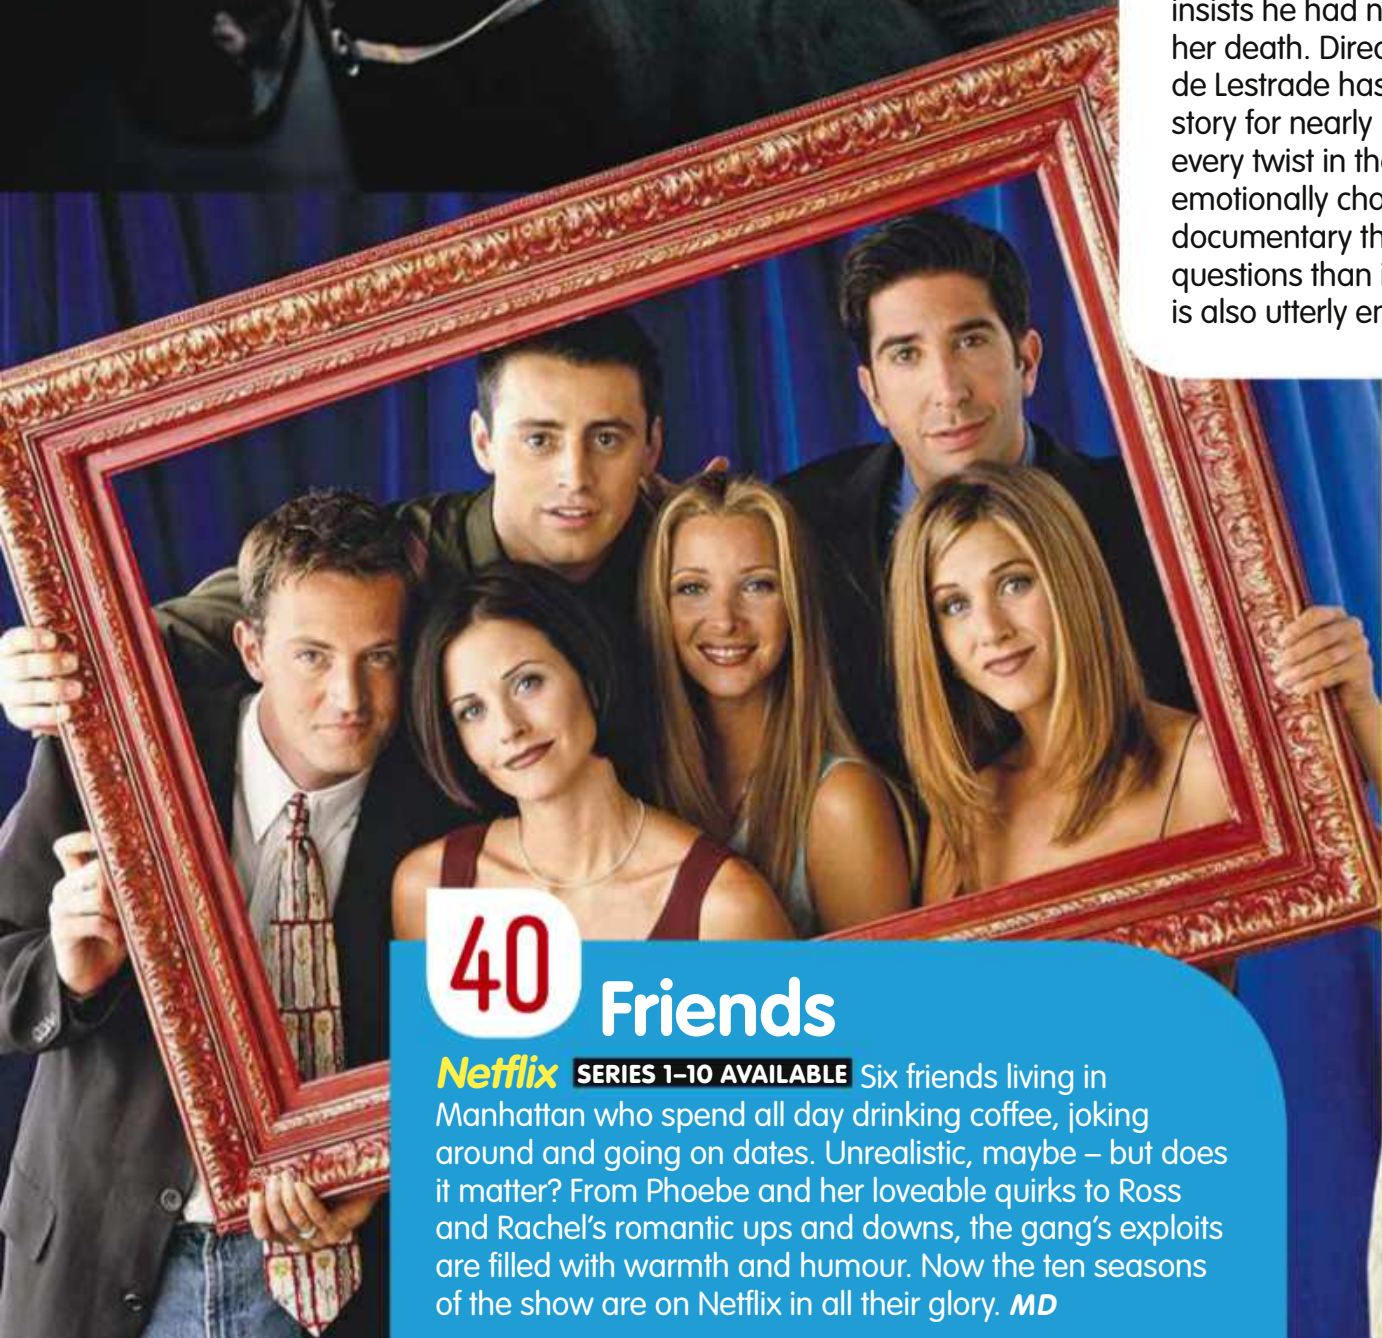 insists he had
her death.
de Lestrade
story for nearly
every twist in
emotionally
documentary
questions than
is also utterly
40
Friends
Netflix SERIES 1–10 AVAILABLE Six friends living in
Manhattan who spend all day drinking coffee, joking
around and going on dates. Unrealistic, maybe – but does
it matter? From Phoebe and her loveable quirks to Ross
and Rachel's romantic ups and downs, the gang's exploits
are filled with warmth and humour. Now the ten seasons
of the show are on Netflix in all their glory. MD